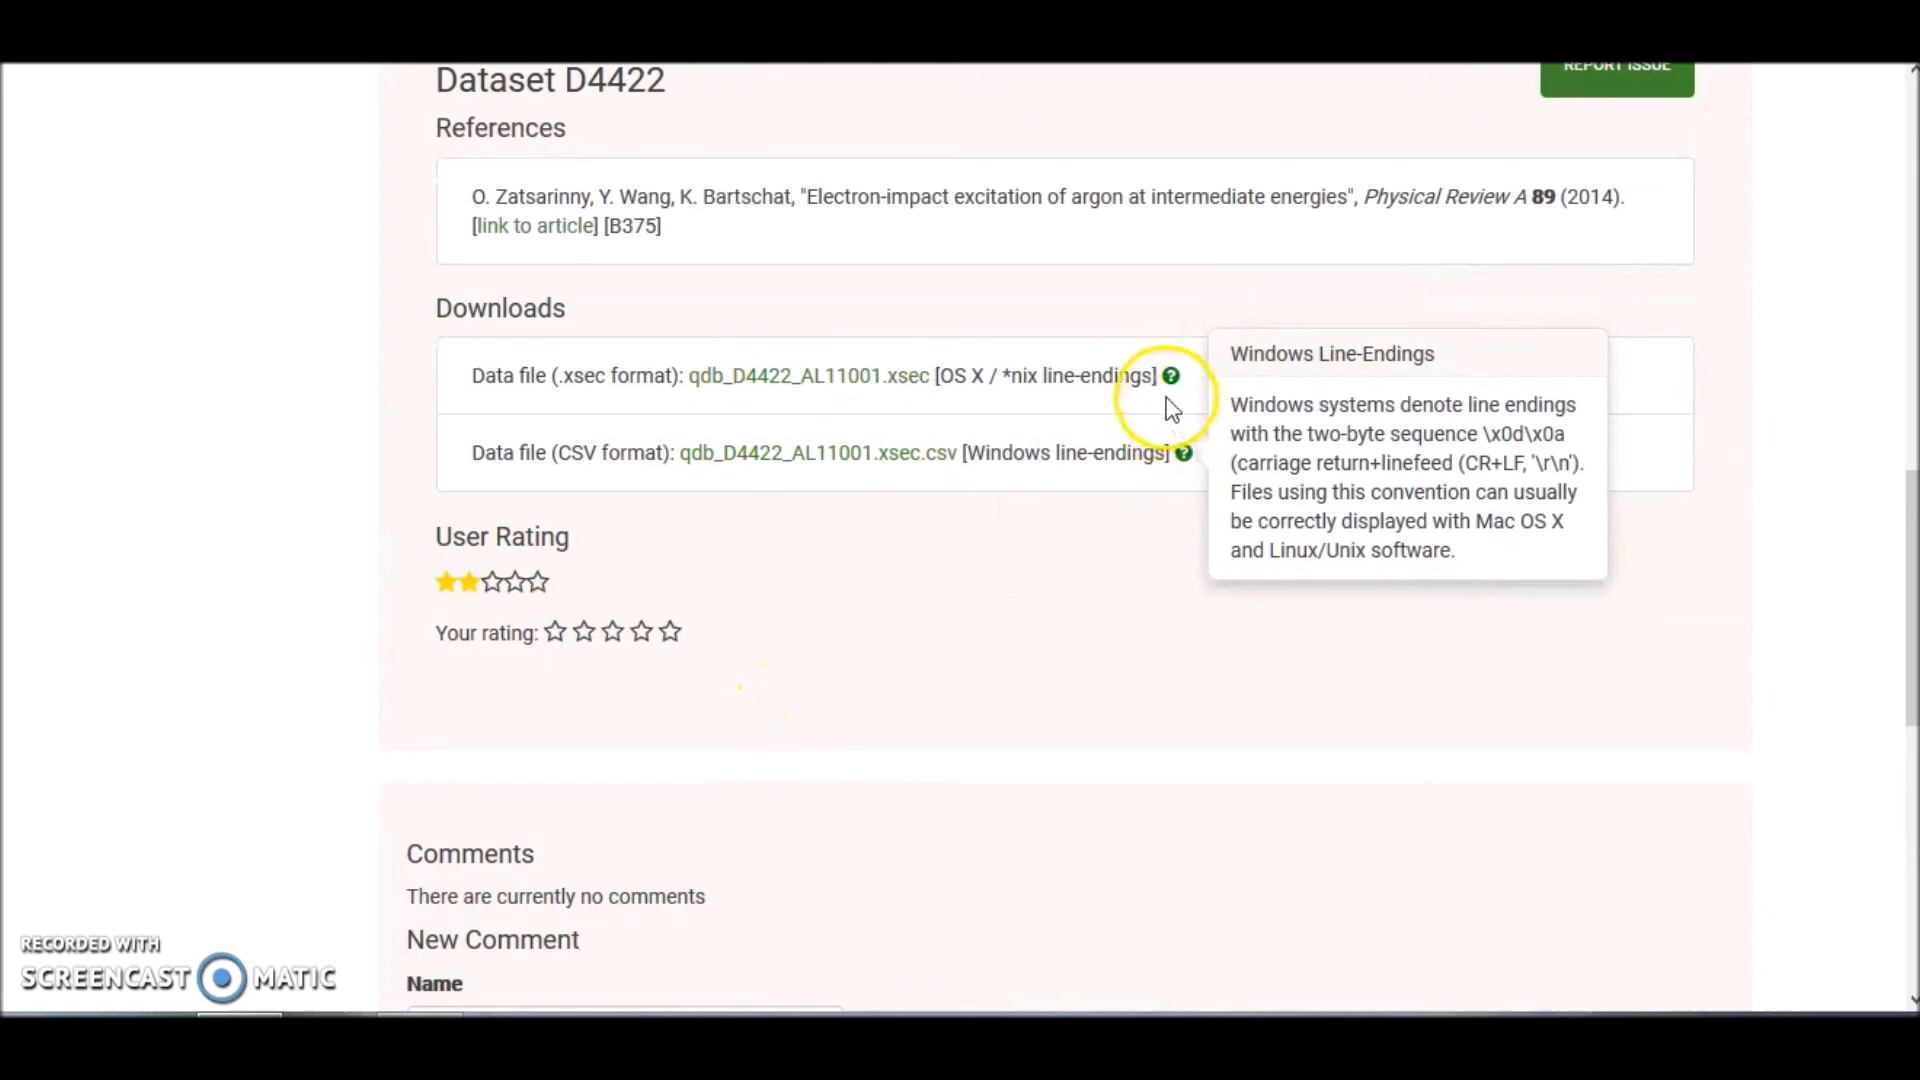 Dataset D4422
REPORT ISSUE
References
O. Zatsarinny, Y. Wang, K. Bartschat, "Electron-impact excitation of argon at intermediate energies", Physical Review A 89 (2014).
[link to article] [B375]
Downloads
Data file (.xsec format): qdb_D4422_AL11001.xsec [OS X / *nix line-endings] ?
Data file (CSV format): qdb_D4422_AL11001.xsec.csv [Windows line-endings] ?
Windows Line-Endings
Windows systems denote line endings
with the two-byte sequence \x0d\x0a
(carriage return+linefeed (CR+LF, '\r\n').
Files using this convention can usually
be correctly displayed with Mac OS X
and Linux/Unix software.
User Rating
Your rating:
Comments
There are currently no comments
New Comment
Name
RECORDED WITH
SCREENCAST MATIC